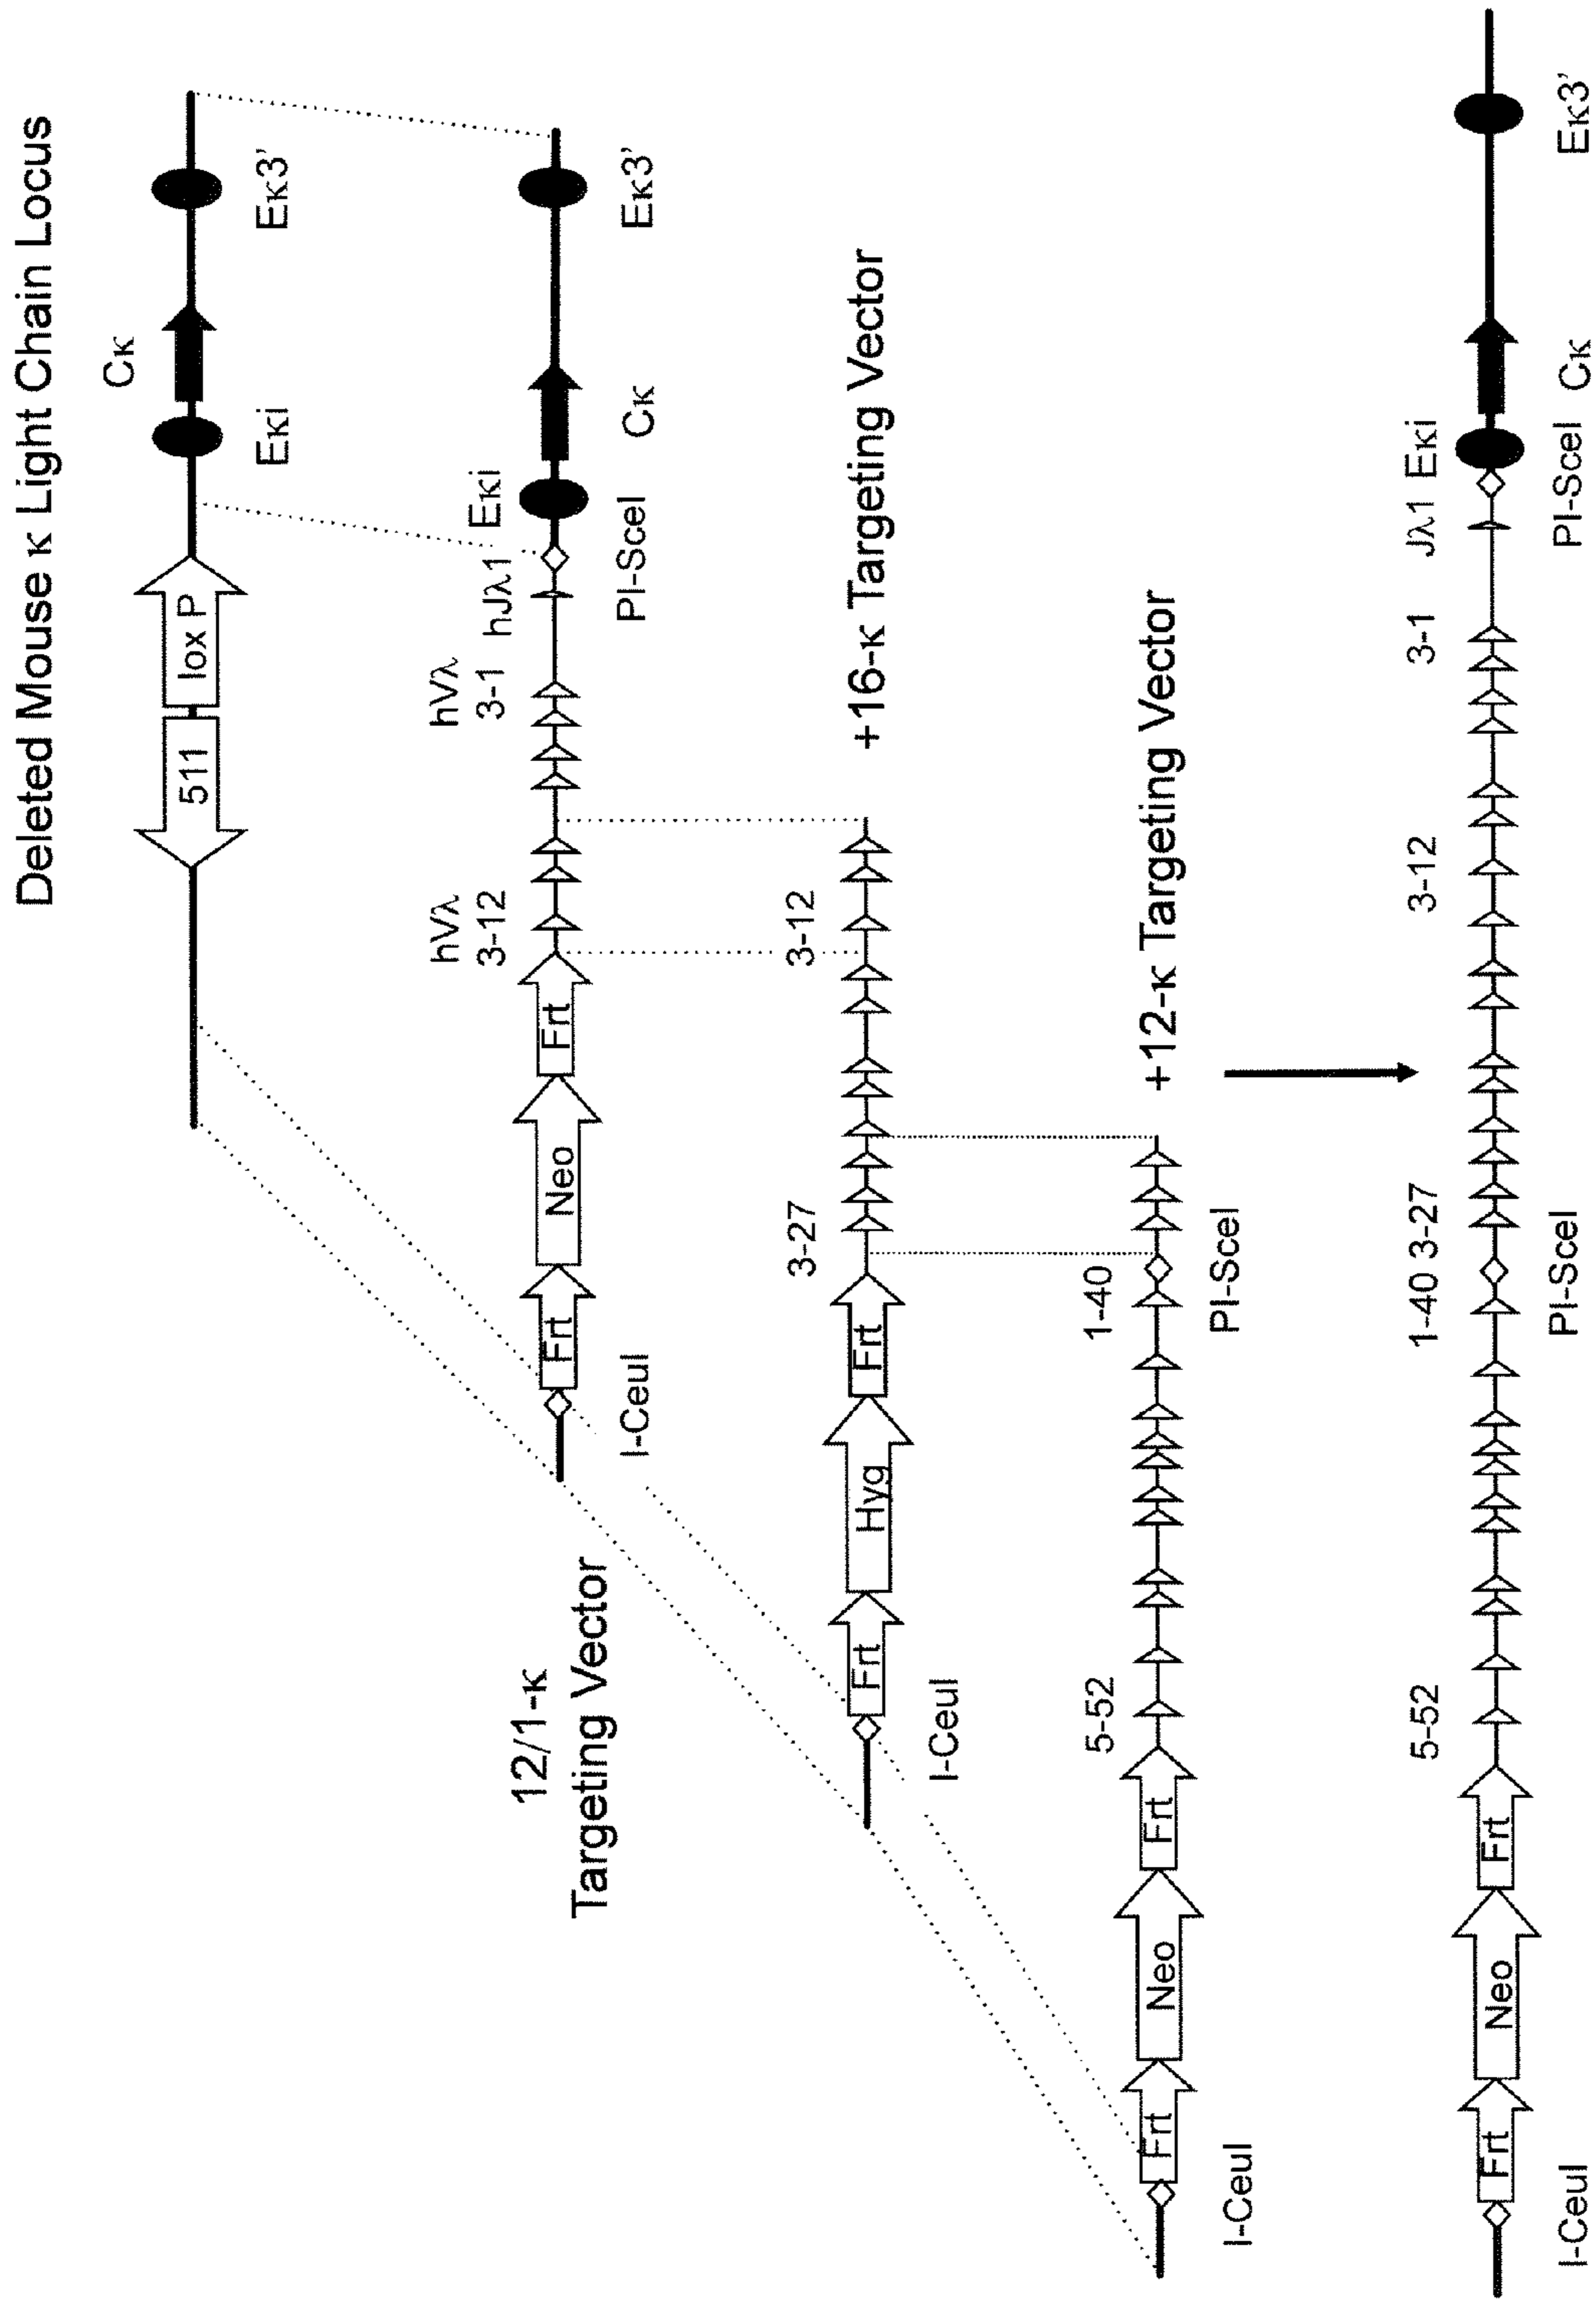 Deleted Mouse κ Light Chain Locus
511
lox P
Cκ
Eκi
Eκ3'
12/1-κ
Targeting Vector
hVλ
3-12
hVλ
3-1
hJλ1
Eκi
Frt
Neo
Frt
I-CeuI
PI-SceI
Cκ
Eκ3'
+16-κ Targeting Vector
3-27
3-12
Frt
Hyg
Frt
I-CeuI
+12-κ Targeting Vector
5-52
1-40
Frt
Neo
Frt
I-CeuI
PI-SceI
5-52
1-40 3-27
3-12
3-1
Jλ1
Eκi
Frt
Neo
Frt
I-CeuI
PI-SceI
PI-SceI
Cκ
Eκ3'